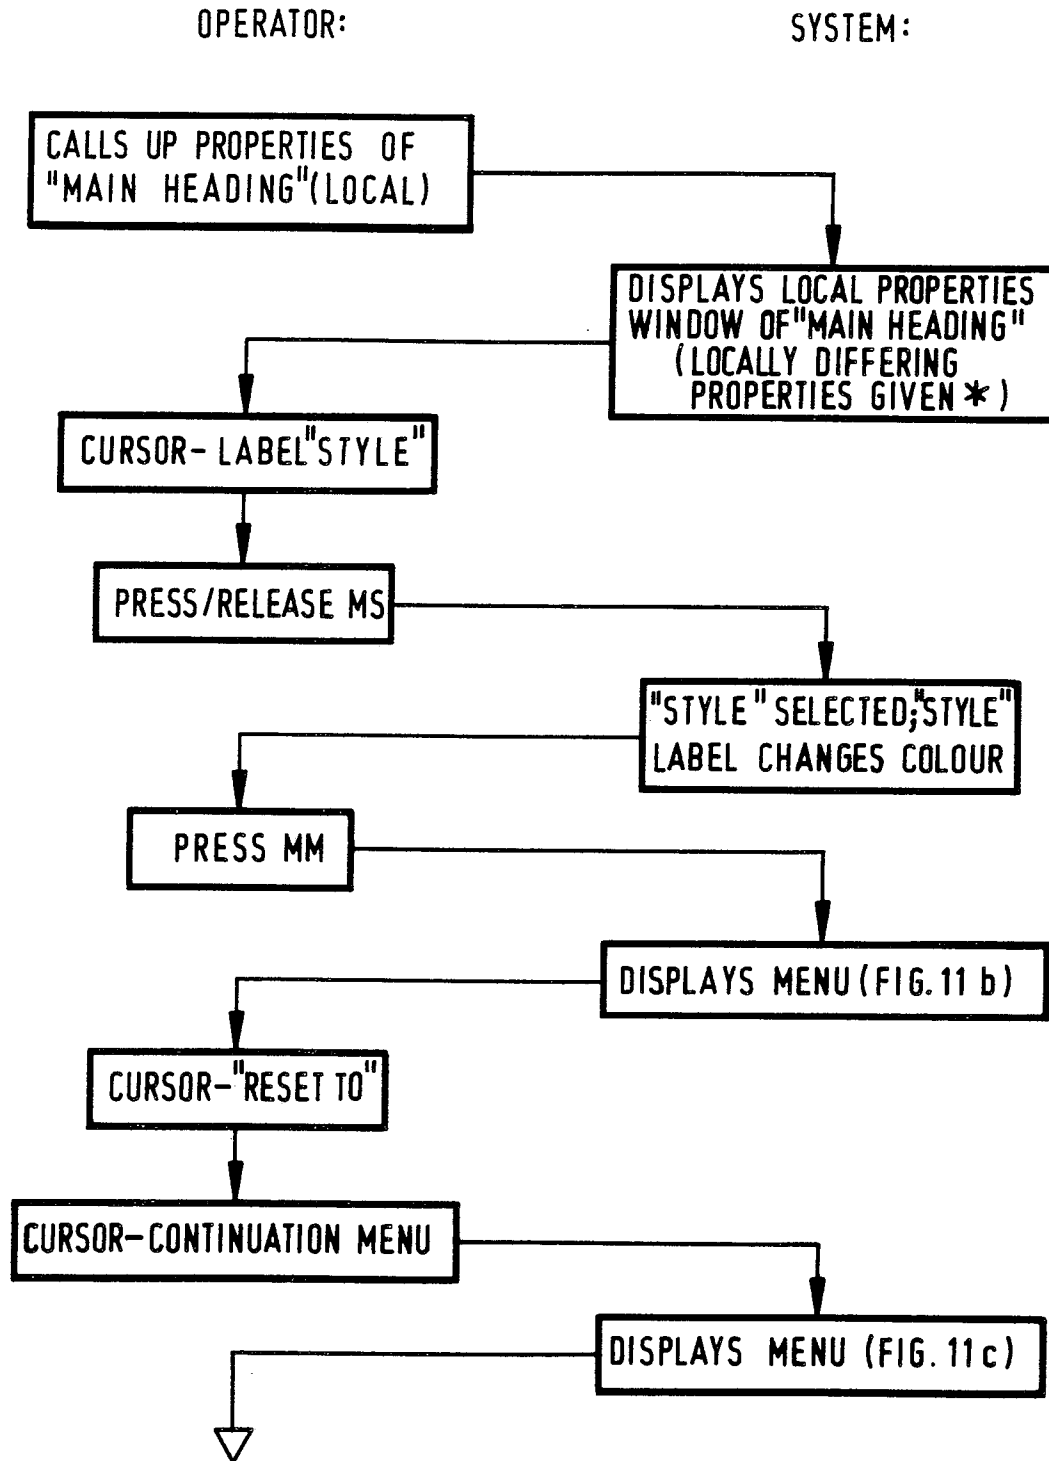 OPERATOR:
SYSTEM:
CALLS UP PROPERTIES OF
"MAIN HEADING"(LOCAL)
DISPLAYS LOCAL PROPERTIES
WINDOW OF "MAIN HEADING"
(LOCALLY DIFFERING
PROPERTIES GIVEN *)
CURSOR- LABEL "STYLE"
PRESS/RELEASE MS
"STYLE" SELECTED; "STYLE"
LABEL CHANGES COLOUR
PRESS MM
DISPLAYS MENU (FIG. 11 b)
CURSOR-"RESET TO"
CURSOR-CONTINUATION MENU
DISPLAYS MENU (FIG. 11 c)